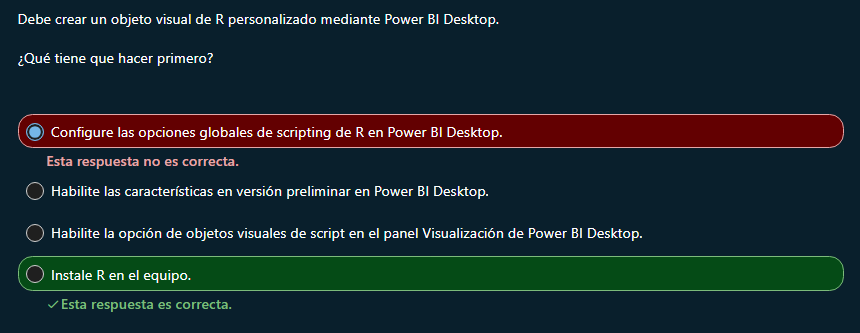 Debe crear un objeto visual de R personalizado mediante Power BI Desktop.
¿Qué tiene que hacer primero?
Configure las opciones globales de scripting de R en Power BI Desktop.
Esta respuesta no es correcta.
Habilite las características en versión preliminar en Power BI Desktop.
Habilite la opción de objetos visuales de script en el panel Visualización de Power BI Desktop.
Instale R en el equipo.
Esta respuesta es correcta.